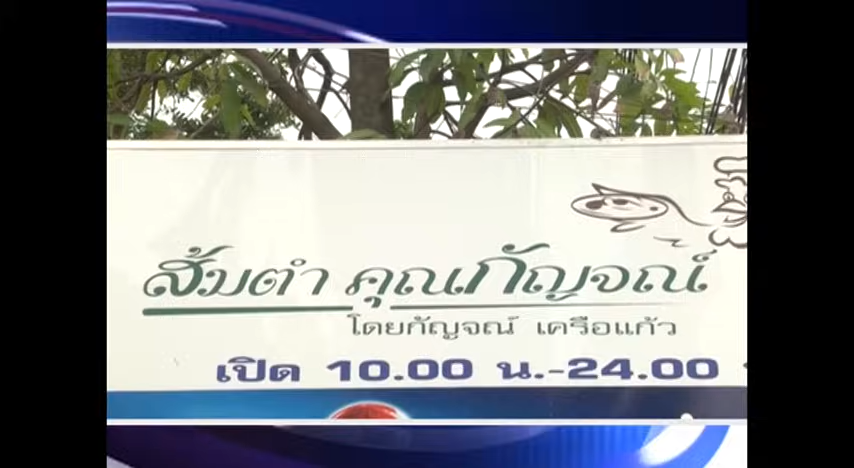 ส้มตำ คุณกัญจณ์
โดยกัญจณ์ เครือแก้ว
เปิด 10.00 น.-24.00